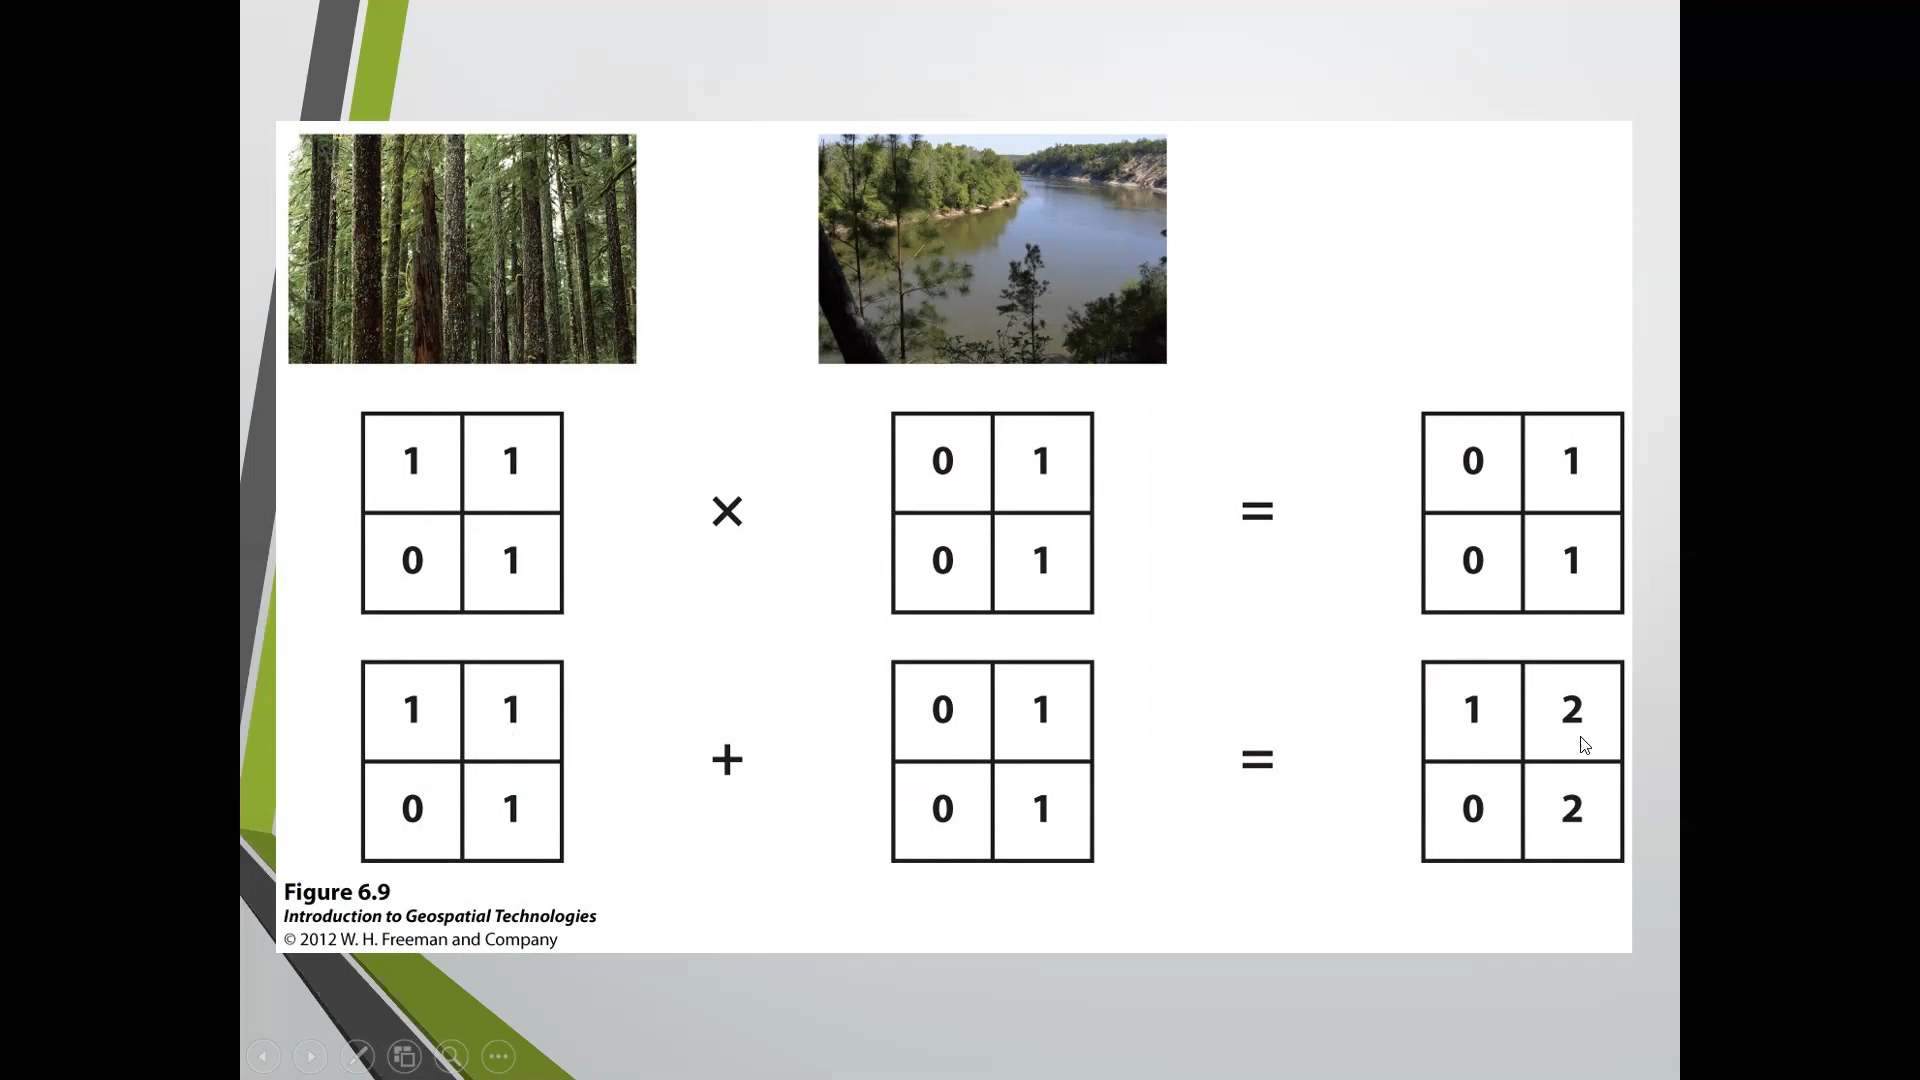 1 1 0 1 0 1
× =
0 1 0 1 0 1
1 1 0 1 1 2
+ =
0 1 0 1 0 2
Figure 6.9
Introduction to Geospatial Technologies
© 2012 W. H. Freeman and Company